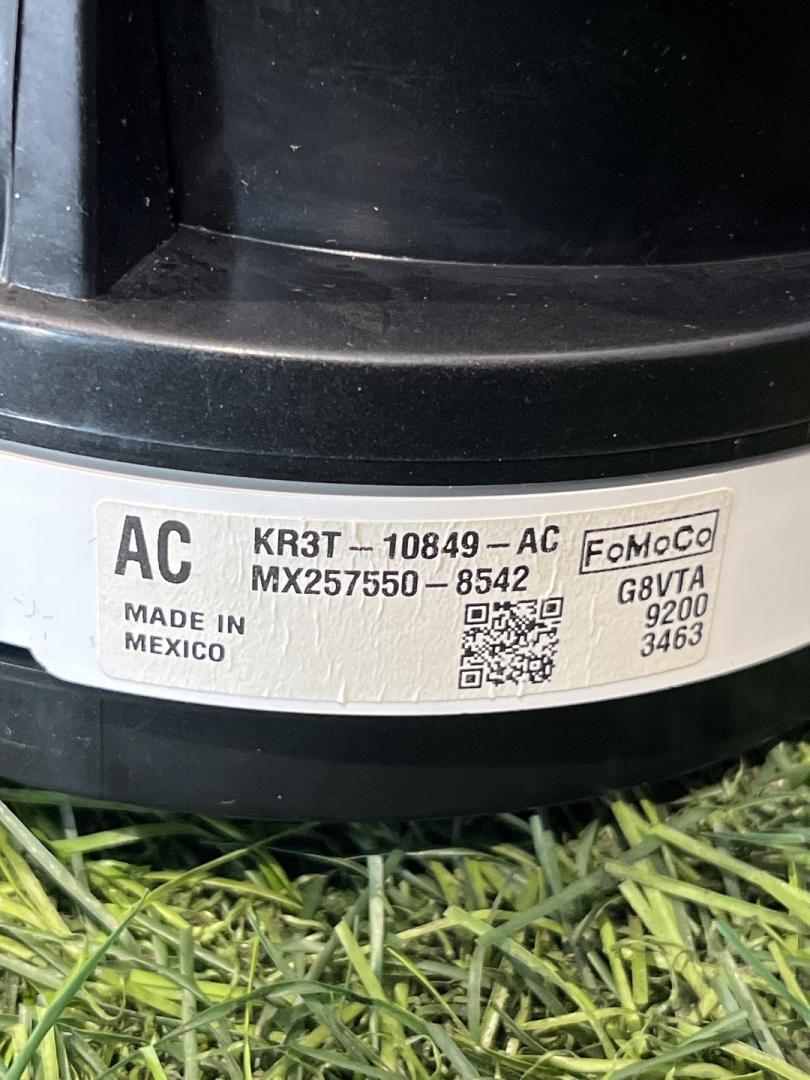 AC
KR3T-10849-AC
MX257550-8542
MADE IN
MEXICO
FoMoCo
G8VTA
9200
3463